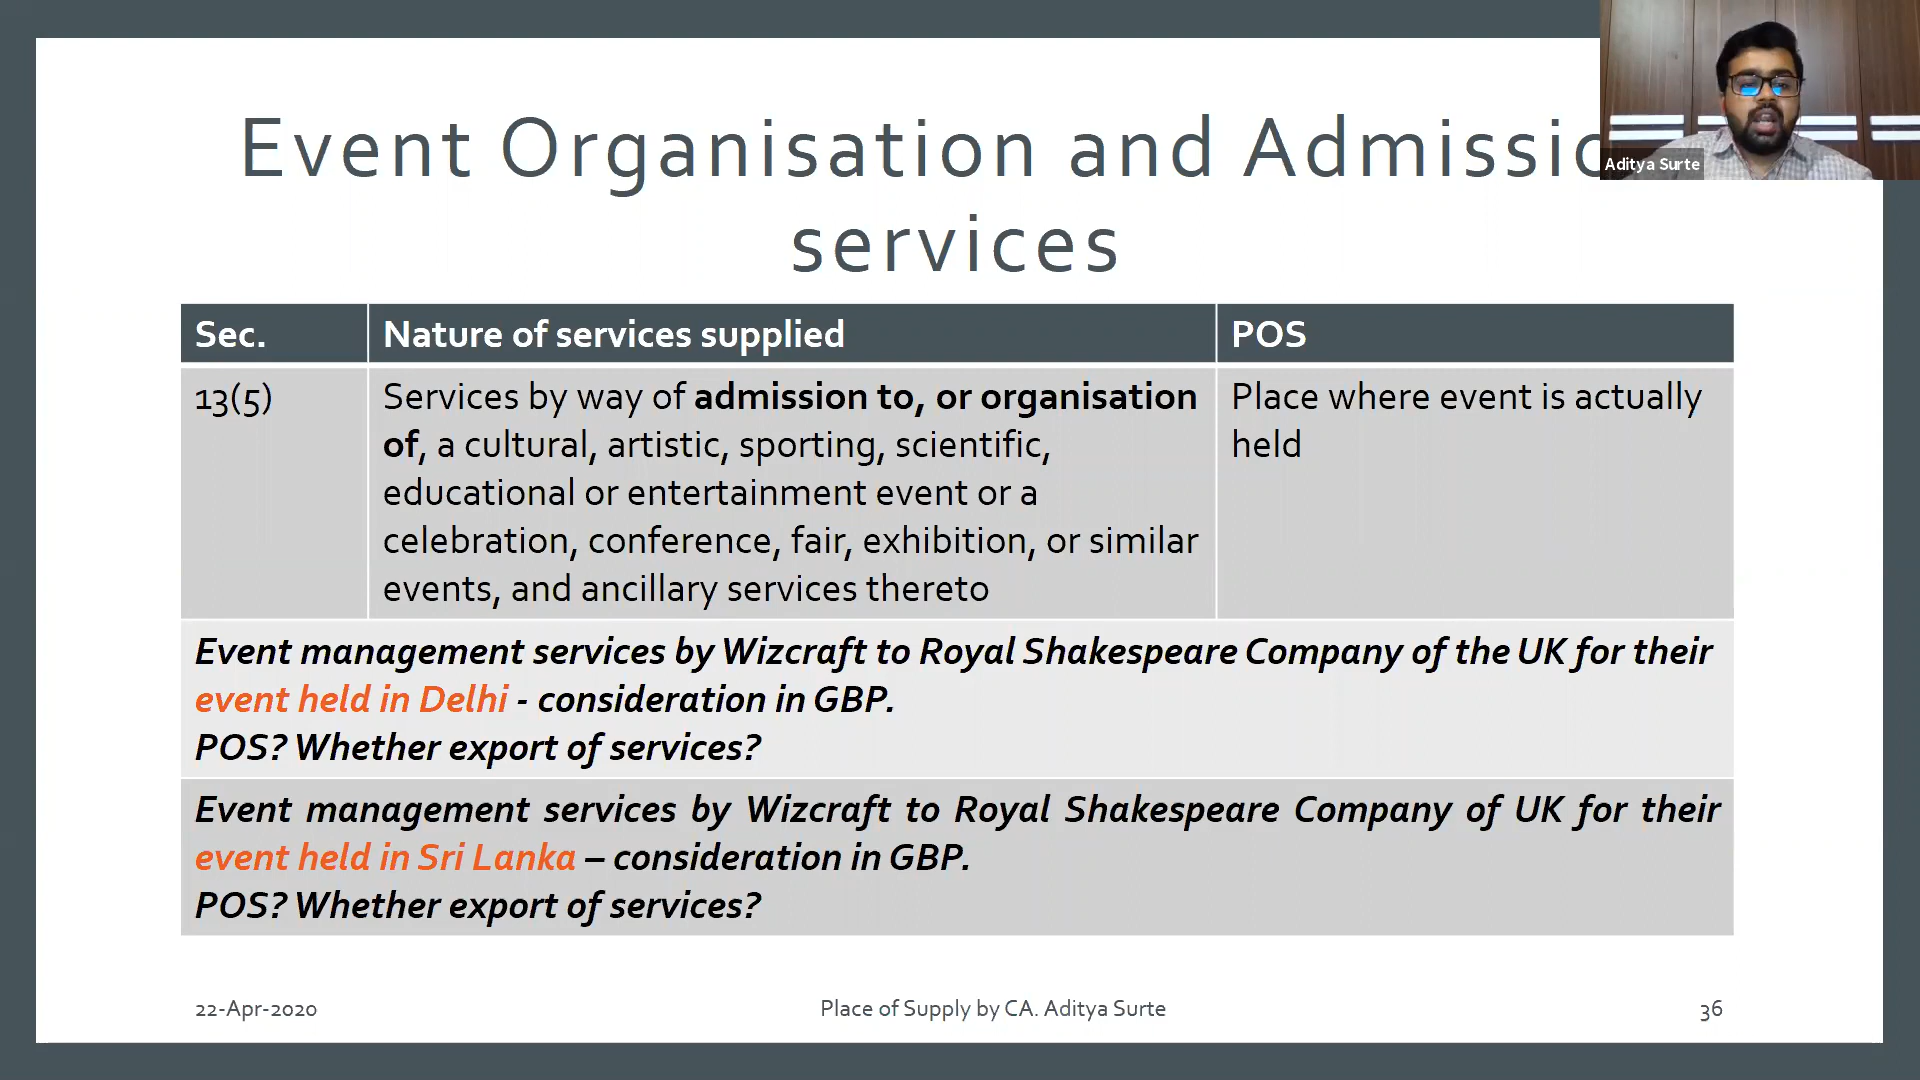 Event Organisation and Admissio
services
Aditya Surte
Sec.
Nature of services supplied
POS
13(5)
Services by way of admission to, or organisation
of, a cultural, artistic, sporting, scientific,
educational or entertainment event or a
celebration, conference, fair, exhibition, or similar
events, and ancillary services thereto
Place where event is actually
held
Event management services by Wizcraft to Royal Shakespeare Company of the UK for their
event held in Delhi - consideration in GBP.
POS? Whether export of services?
Event management services by Wizcraft to Royal Shakespeare Company of UK for their
event held in Sri Lanka – consideration in GBP.
POS? Whether export of services?
22-Apr-2020
Place of Supply by CA. Aditya Surte
36